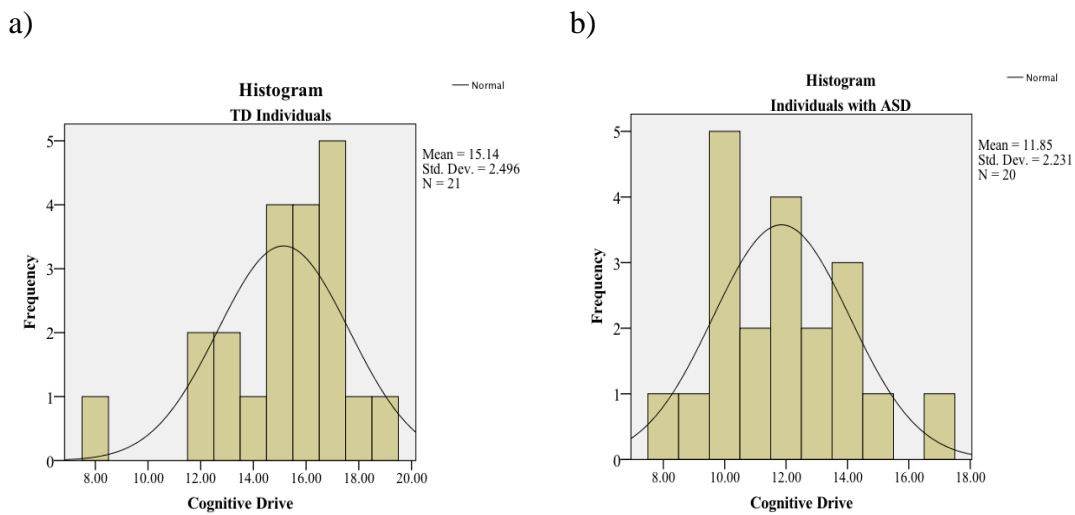 a)
Histogram
TD Individuals
Normal
Mean = 15.14
Std. Dev. = 2.496
N = 21
Frequency
5
4
3
2
1
0
8.00 10.00 12.00 14.00 16.00 18.00 20.00
Cognitive Drive
b)
Histogram
Individuals with ASD
Normal
Mean = 11.85
Std. Dev. = 2.231
N = 20
Frequency
5
4
3
2
1
0
8.00 10.00 12.00 14.00 16.00 18.00
Cognitive Drive